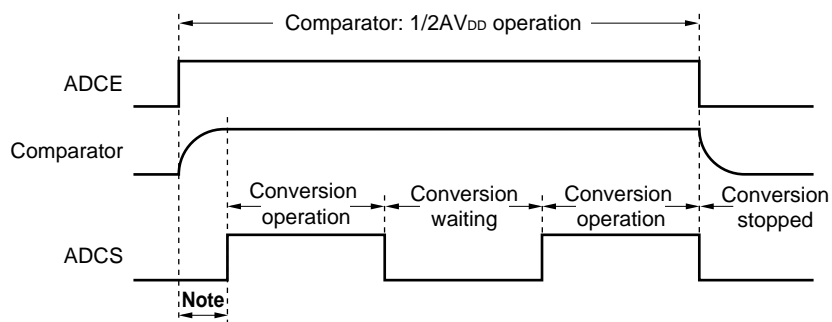 Comparator: 1/2AVDD operation
ADCE
Comparator
Conversion operation
Conversion waiting
Conversion operation
Conversion stopped
ADCS
Note